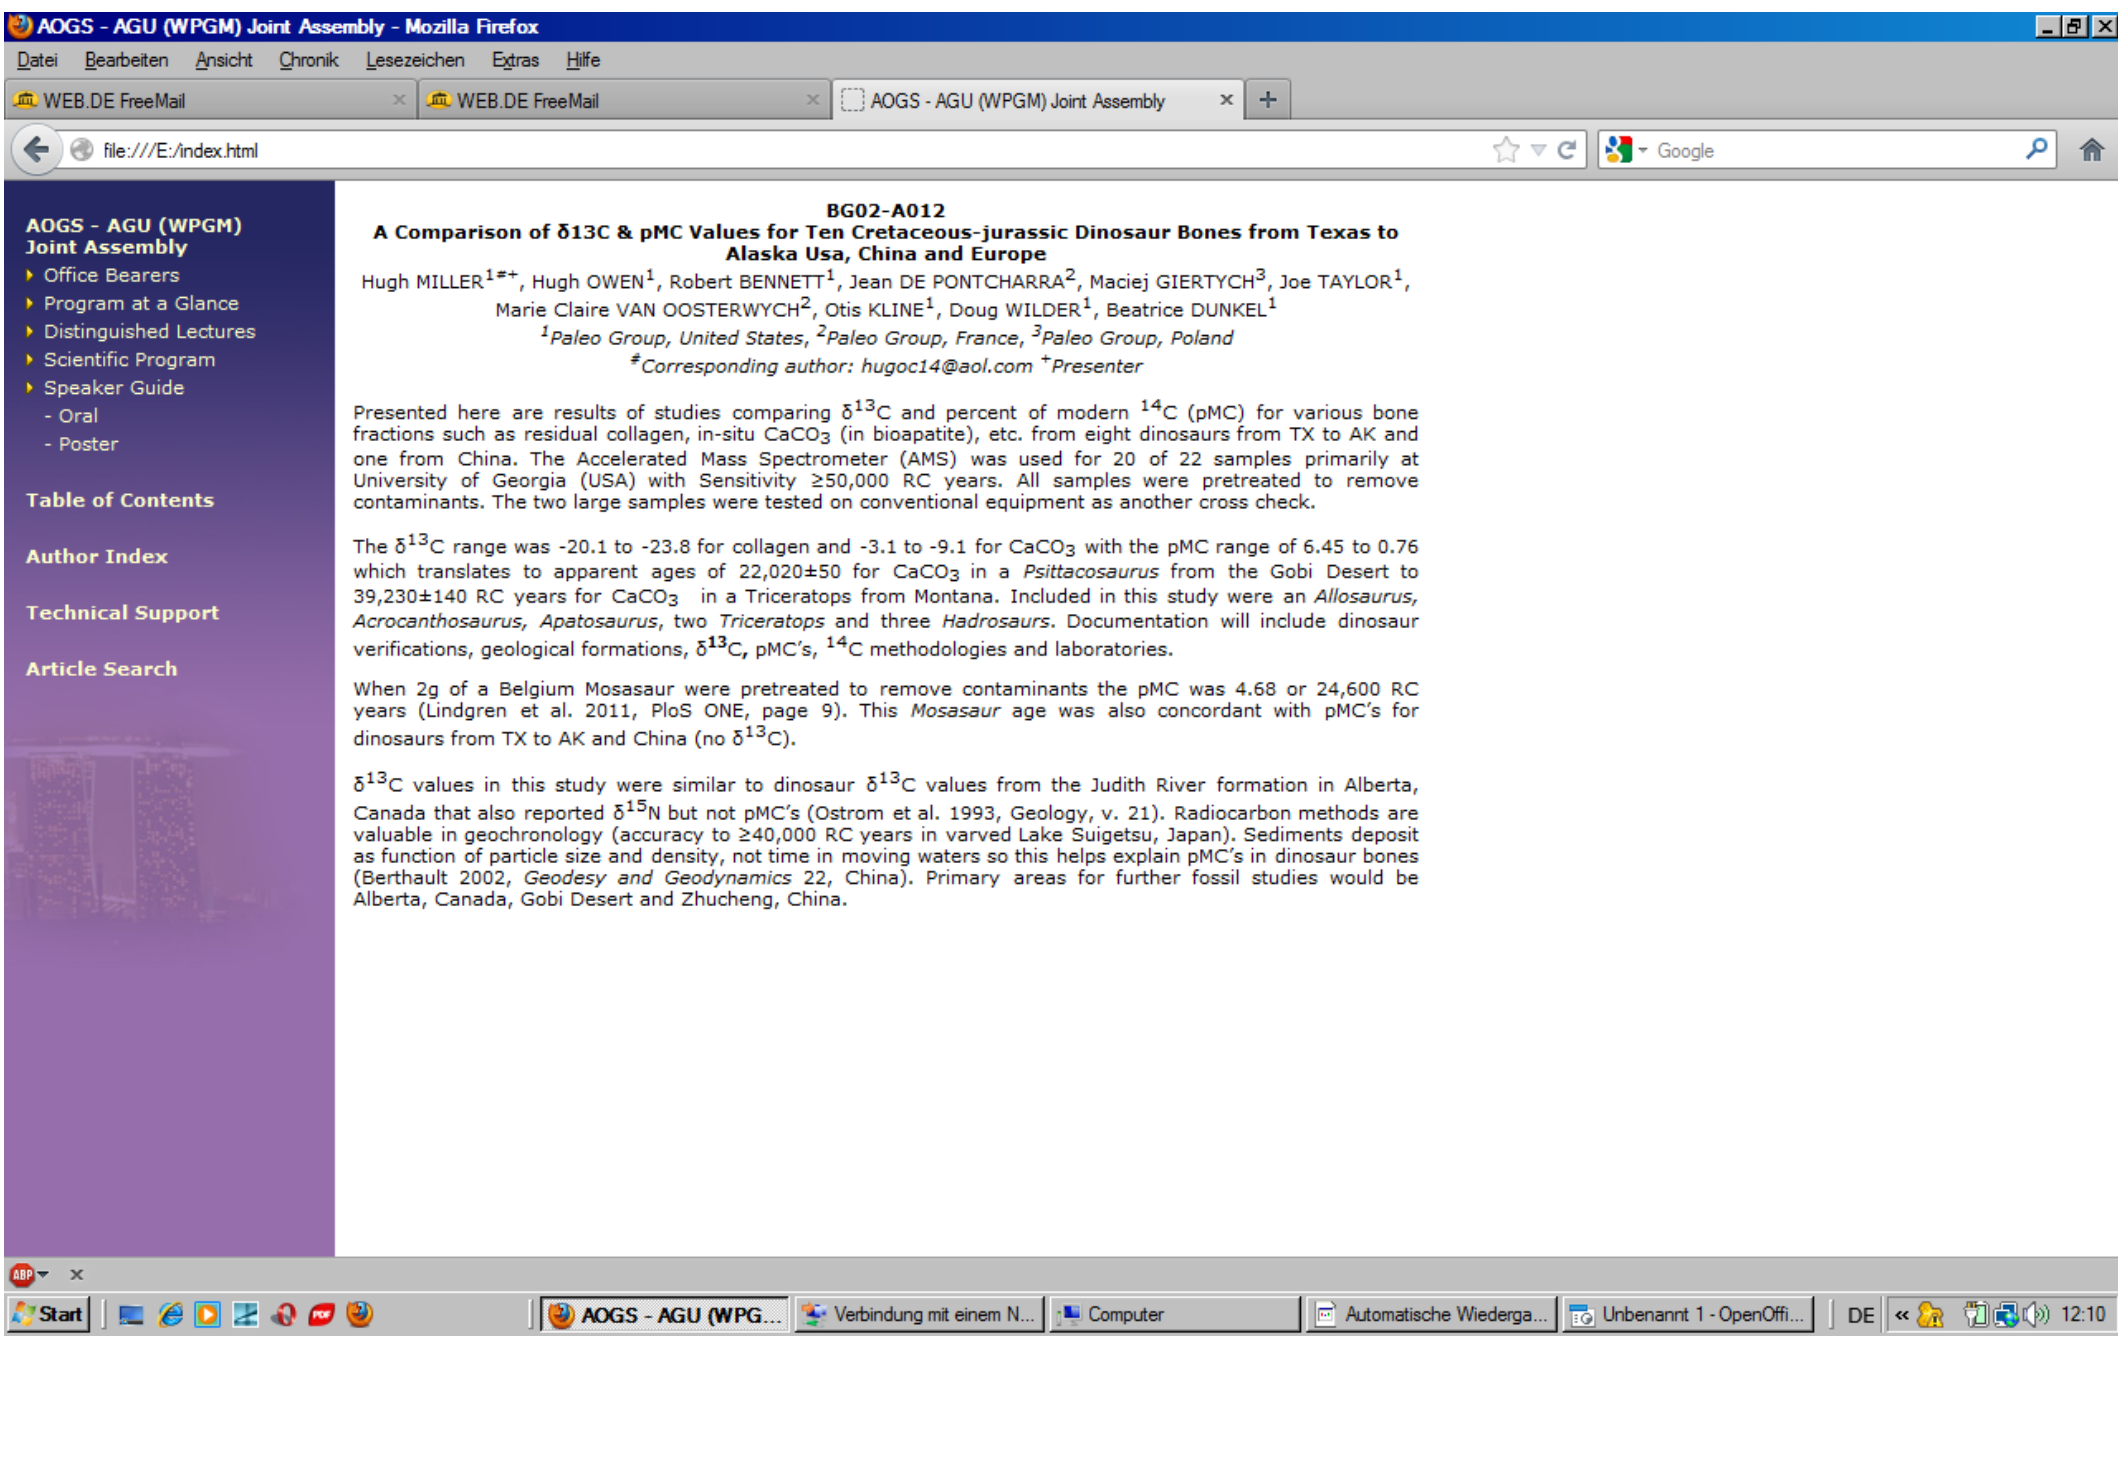 AOGS - AGU (WPGM) Joint Assembly - Mozilla Firefox
Datei Bearbeiten Ansicht Chronik Lesezeichen Extras Hilfe
WEB.DE FreeMail
WEB.DE FreeMail
AOGS - AGU (WPGM) Joint Assembly
file:///E:/index.html
Google
AOGS - AGU (WPGM)
Joint Assembly
Office Bearers
Program at a Glance
Distinguished Lectures
Scientific Program
Speaker Guide
- Oral
- Poster
Table of Contents
Author Index
Technical Support
Article Search
BG02-A012
A Comparison of δ13C & pMC Values for Ten Cretaceous-jurassic Dinosaur Bones from Texas to
Alaska Usa, China and Europe
Hugh MILLER1#+, Hugh OWEN1, Robert BENNETT1, Jean DE PONTCHARRA2, Maciej GIERTYCH3, Joe TAYLOR1,
Marie Claire VAN OOSTERWYCH2, Otis KLINE1, Doug WILDER1, Beatrice DUNKEL1
1Paleo Group, United States, 2Paleo Group, France, 3Paleo Group, Poland
#Corresponding author: hugoc14@aol.com +Presenter
Presented here are results of studies comparing δ13C and percent of modern 14C (pMC) for various bone
fractions such as residual collagen, in-situ CaCO3 (in bioapatite), etc. from eight dinosaurs from TX to AK and
one from China. The Accelerated Mass Spectrometer (AMS) was used for 20 of 22 samples primarily at
University of Georgia (USA) with Sensitivity ≥50,000 RC years. All samples were pretreated to remove
contaminants. The two large samples were tested on conventional equipment as another cross check.
The δ13C range was -20.1 to -23.8 for collagen and -3.1 to -9.1 for CaCO3 with the pMC range of 6.45 to 0.76
which translates to apparent ages of 22,020±50 for CaCO3 in a Psittacosaurus from the Gobi Desert to
39,230±140 RC years for CaCO3 in a Triceratops from Montana. Included in this study were an Allosaurus,
Acrocanthosaurus, Apatosaurus, two Triceratops and three Hadrosaurs. Documentation will include dinosaur
verifications, geological formations, δ13C, pMC's, 14C methodologies and laboratories.
When 2g of a Belgium Mosasaur were pretreated to remove contaminants the pMC was 4.68 or 24,600 RC
years (Lindgren et al. 2011, PloS ONE, page 9). This Mosasaur age was also concordant with pMC's for
dinosaurs from TX to AK and China (no δ13C).
δ13C values in this study were similar to dinosaur δ13C values from the Judith River formation in Alberta,
Canada that also reported δ15N but not pMC's (Ostrom et al. 1993, Geology, v. 21). Radiocarbon methods are
valuable in geochronology (accuracy to ≥40,000 RC years in varved Lake Suigetsu, Japan). Sediments deposit
as function of particle size and density, not time in moving waters so this helps explain pMC's in dinosaur bones
(Berthault 2002, Geodesy and Geodynamics 22, China). Primary areas for further fossil studies would be
Alberta, Canada, Gobi Desert and Zhucheng, China.
ABP
Start
PDF
AOGS - AGU (WPG...
Verbindung mit einem N...
Computer
Automatische Wiederga...
Unbenannt 1 - OpenOffi...
DE
12:10